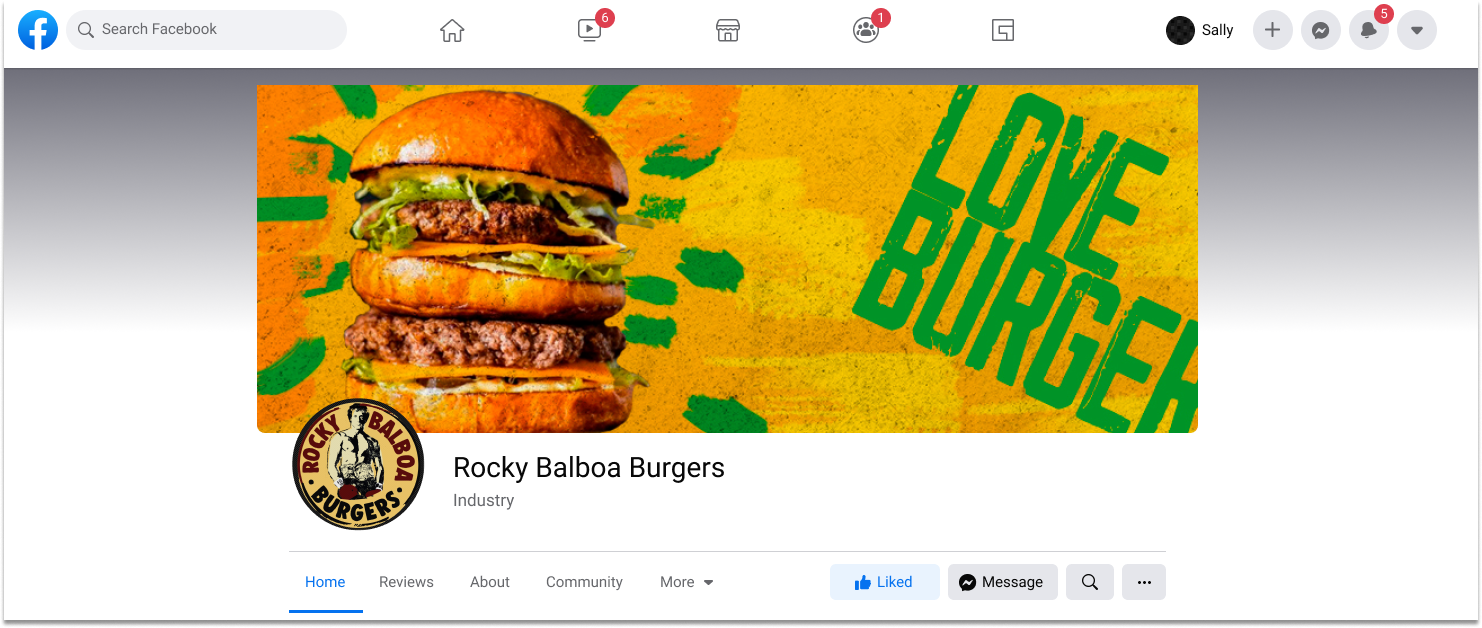 Search Facebook
6
1
Sally
5
LOVE
BURGER
ROCKY BALBOA
BURGERS
Rocky Balboa Burgers
Industry
Home
Reviews
About
Community
More
Liked
Message